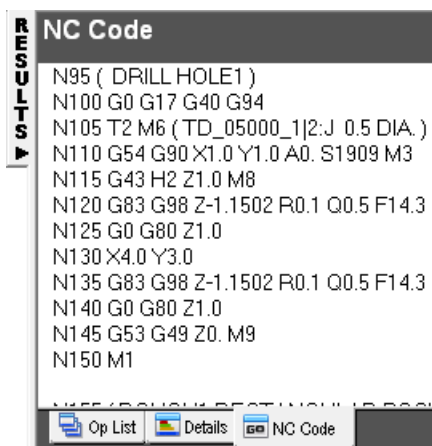 RESULTS
NC Code
N95 ( DRILL HOLE1 )
N100 G0 G17 G40 G94
N105 T2 M6 ( TD_05000_1|2:J 0.5 DIA. )
N110 G54 G90 X1.0 Y1.0 A0. S1909 M3
N115 G43 H2 Z1.0 M8
N120 G83 G98 Z-1.1502 R0.1 Q0.5 F14.3
N125 G0 G80 Z1.0
N130 X4.0 Y3.0
N135 G83 G98 Z-1.1502 R0.1 Q0.5 F14.3
N140 G0 G80 Z1.0
N145 G53 G49 Z0. M9
N150 M1
Op List Details GO NC Code